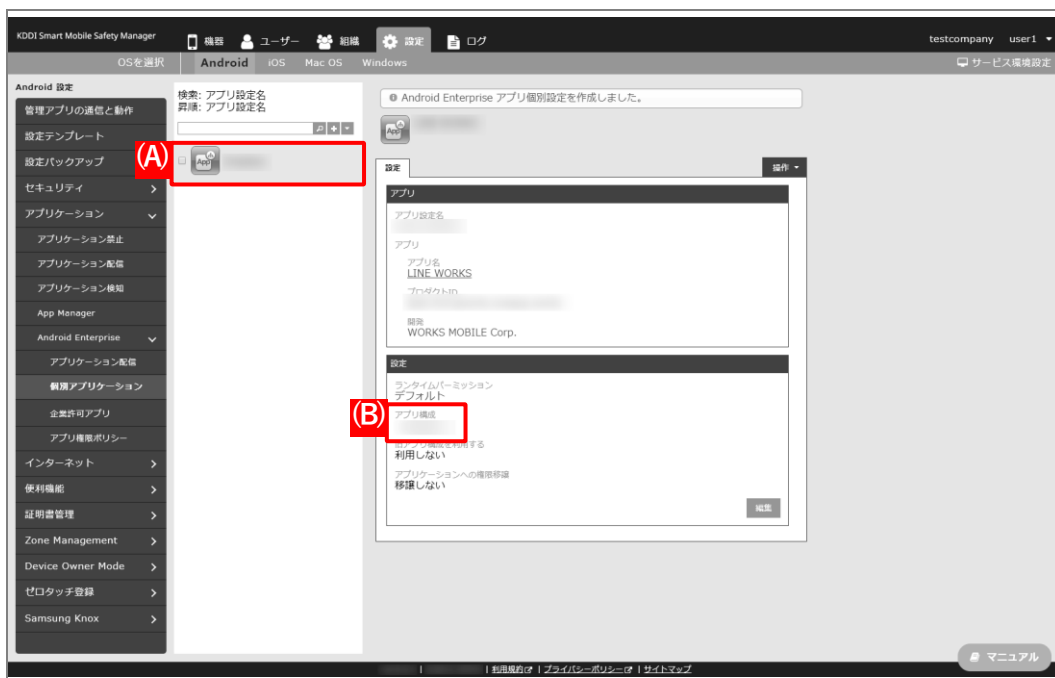 KDDI Smart Mobile Safety Manager
機器
ユーザー
組織
設定
ログ
testcompany user1
OSを選択
Android iOS Mac OS Windows
サービス環境設定
Android 設定
管理アプリの通信と動作
設定テンプレート
設定バックアップ
セキュリティ
アプリケーション
アプリケーション禁止
アプリケーション配信
アプリケーション検知
App Manager
Android Enterprise
アプリケーション配信
個別アプリケーション
企業許可アプリ
アプリ権限ポリシー
インターネット
便利機能
証明書管理
Zone Management
Device Owner Mode
ゼロタッチ登録
Samsung Knox
検索: アプリ設定名
昇順: アプリ設定名
(A)
App
Android Enterprise アプリ個別設定を作成しました。
App
設定
操作
アプリ
アプリ設定名
アプリ
アプリ名
LINE WORKS
プロダクトID
開発
WORKS MOBILE Corp.
設定
ランタイムパーミッション
デフォルト
(B)
アプリ構成
旧アプリ構成を利用する
利用しない
アプリケーションへの権限移譲
移譲しない
編集
マニュアル
| | 利用規約 | プライバシーポリシー | サイトマップ